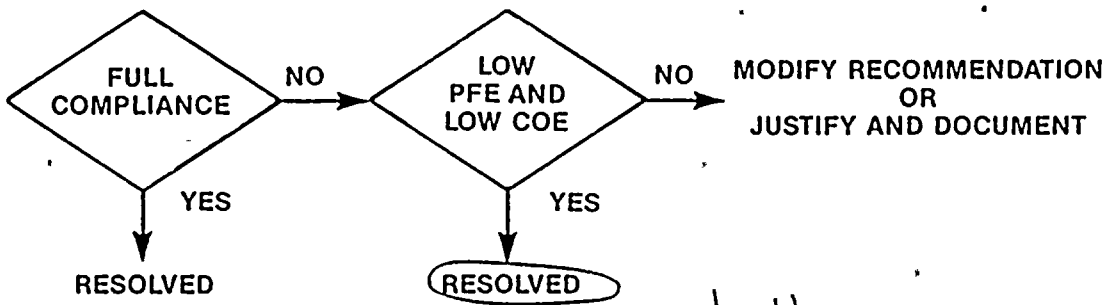 FULL
COMPLIANCE
NO
LOW
PFE AND
LOW COE
NO
MODIFY RECOMMENDATION
OR
JUSTIFY AND DOCUMENT
YES
YES
RESOLVED
RESOLVED